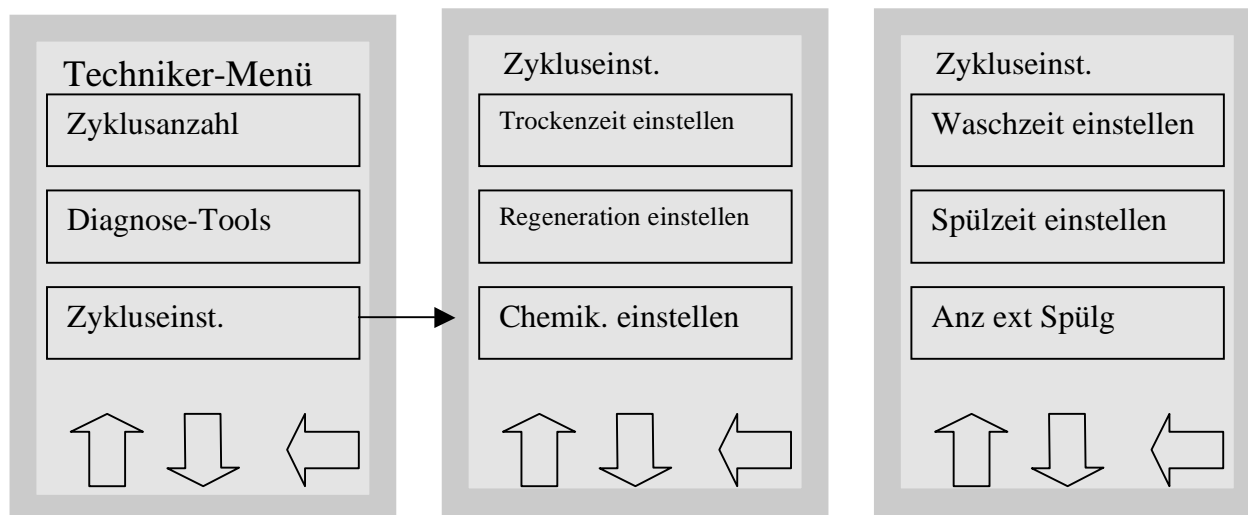 Techniker-Menü
Zyklusanzahl
Diagnose-Tools
Zykluseinst.
Zykluseinst.
Trockenzeit einstellen
Regeneration einstellen
Chemik. einstellen
Zykluseinst.
Waschzeit einstellen
Spülzeit einstellen
Anz ext Spülg